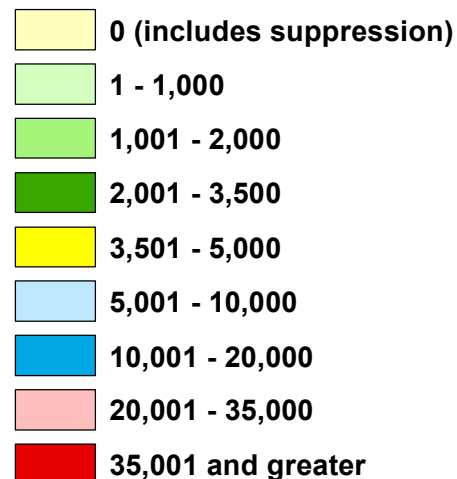 0 (includes suppression)
1 - 1,000
1,001 - 2,000
2,001 - 3,500
3,501 - 5,000
5,001 - 10,000
10,001 - 20,000
20,001 - 35,000
35,001 and greater